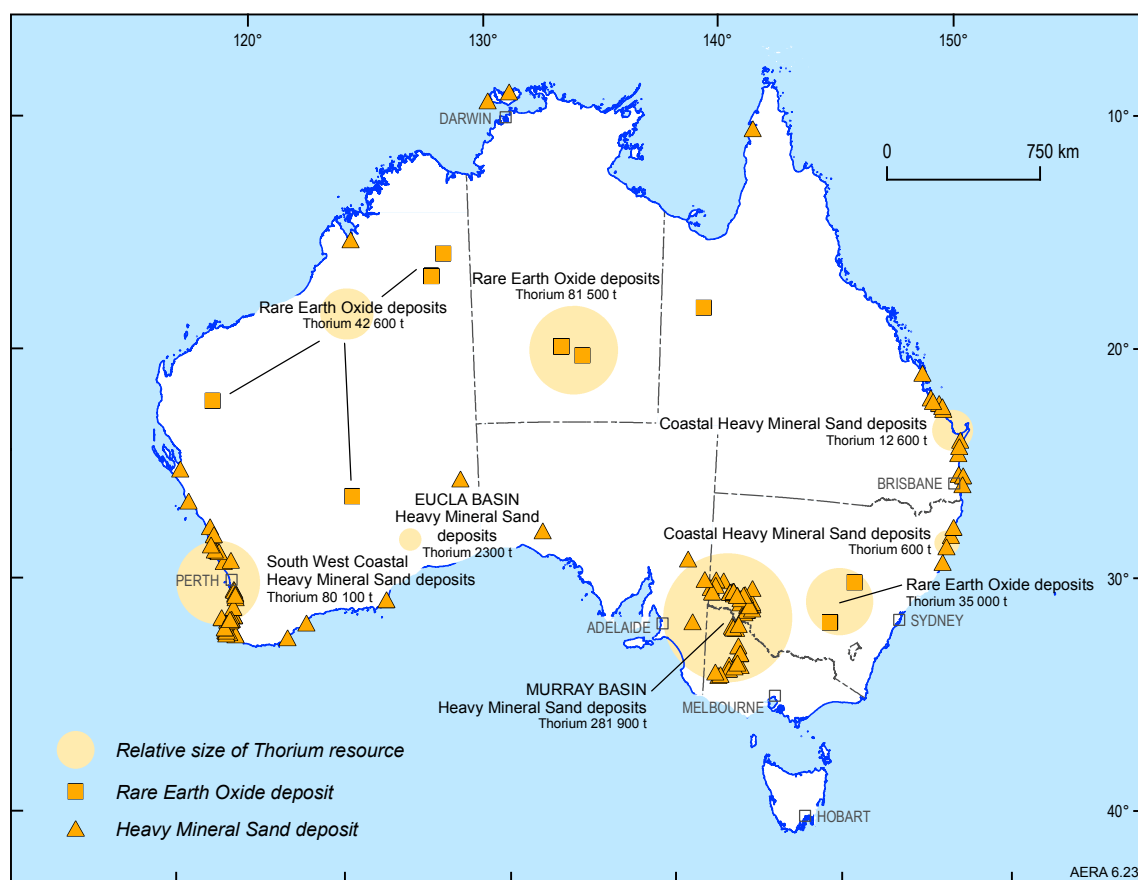 120°
130°
140°
150°
DARWIN
10°
0
750 km
Rare Earth Oxide deposits
Thorium 81 500 t
Rare Earth Oxide deposits
Thorium 42 600 t
20°
Coastal Heavy Mineral Sand deposits
Thorium 12 600 t
BRISBANE
EUCLA BASIN
Heavy Mineral Sand
deposits
Thorium 2300 t
Coastal Heavy Mineral Sand deposits
Thorium 600 t
South West Coastal
Heavy Mineral Sand deposits
Thorium 80 100 t
PERTH
30°
Rare Earth Oxide deposits
Thorium 35 000 t
ADELAIDE
SYDNEY
MURRAY BASIN
Heavy Mineral Sand deposits
Thorium 281 900 t
MELBOURNE
Relative size of Thorium resource
Rare Earth Oxide deposit
Heavy Mineral Sand deposit
HOBART
40°
AERA 6.23